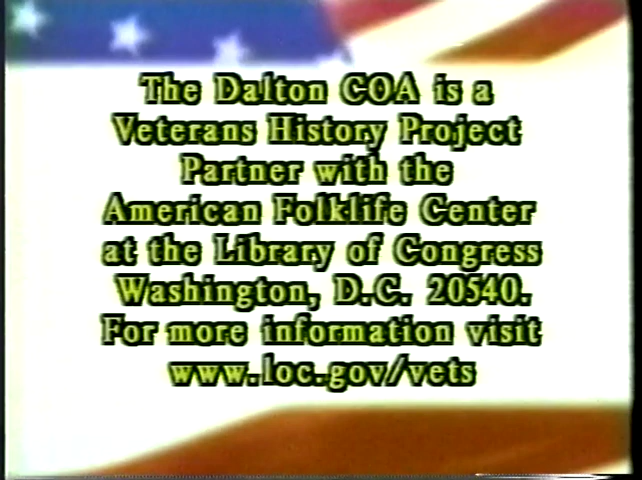 The Dalton COA is a
Veterans History Project
Partner with the
American Folklife Center
at the Library of Congress
Washington, D.C. 20540.
For more information visit
www.loc.gov/vets